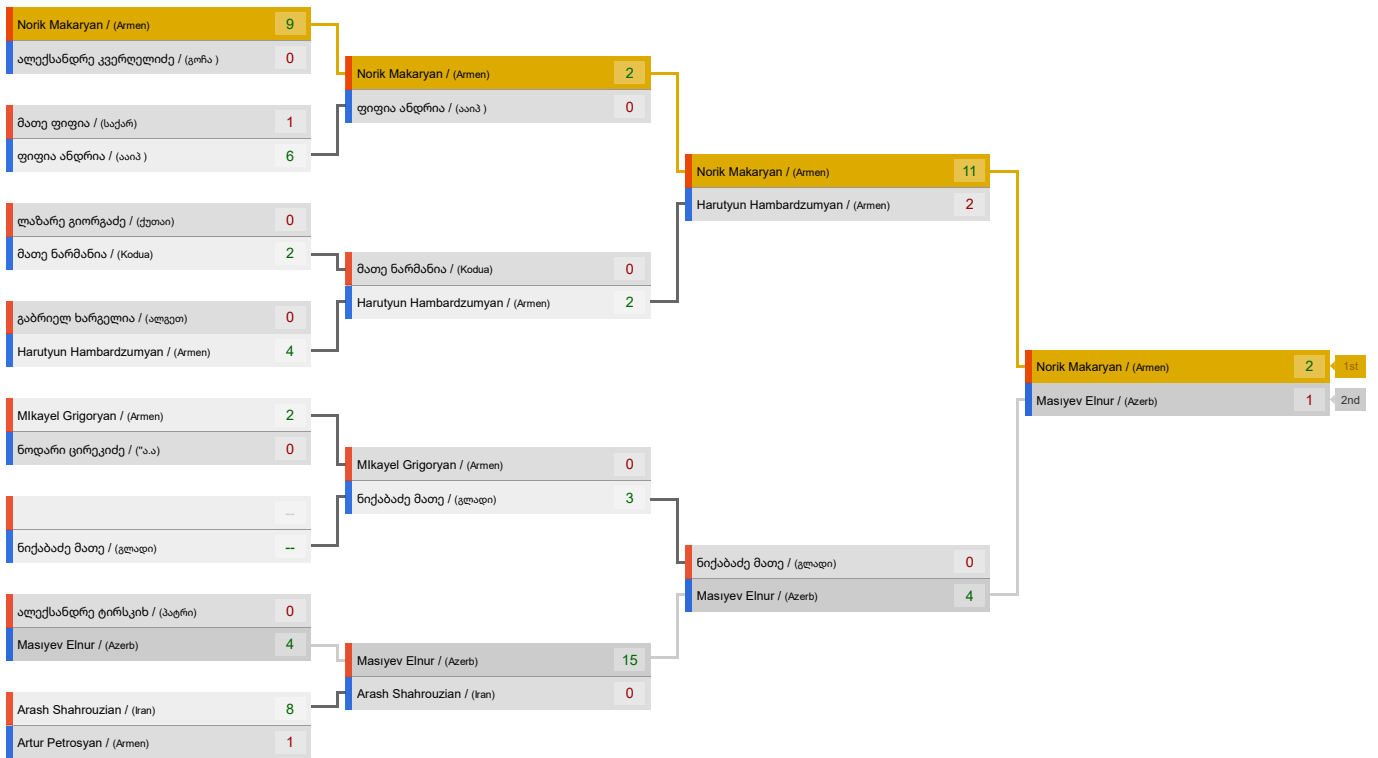 Norik Makaryan / (Armen) 9
ალექსანდრე კვერღელიძე / (გოჩა ) 0
მათე ფიფია / (საქარ) 1
ფიფია ანდრია / (ააიპ ) 6
ლაზარე გიორგაძე / (ქუთაი) 0
მათე ნარმანია / (Kodua) 2
გაბრიელ ხარგელია / (ალგეთ) 0
Harutyun Hambardzumyan / (Armen) 4
MIkayel Grigoryan / (Armen) 2
ნოდარი ცირეკიძე / ("ა.ა) 0
--
ნიქაბაძე მათე / (გლადი) --
ალექსანდრე ტირსკიხ / (პატრი) 0
Masıyev Elnur / (Azerb) 4
Arash Shahrouzian / (Iran) 8
Artur Petrosyan / (Armen) 1
Norik Makaryan / (Armen) 2
ფიფია ანდრია / (ააიპ ) 0
მათე ნარმანია / (Kodua) 0
Harutyun Hambardzumyan / (Armen) 2
MIkayel Grigoryan / (Armen) 0
ნიქაბაძე მათე / (გლადი) 3
Masıyev Elnur / (Azerb) 15
Arash Shahrouzian / (Iran) 0
Norik Makaryan / (Armen) 11
Harutyun Hambardzumyan / (Armen) 2
ნიქაბაძე მათე / (გლადი) 0
Masıyev Elnur / (Azerb) 4
Norik Makaryan / (Armen) 2 1st
Masıyev Elnur / (Azerb) 1 2nd